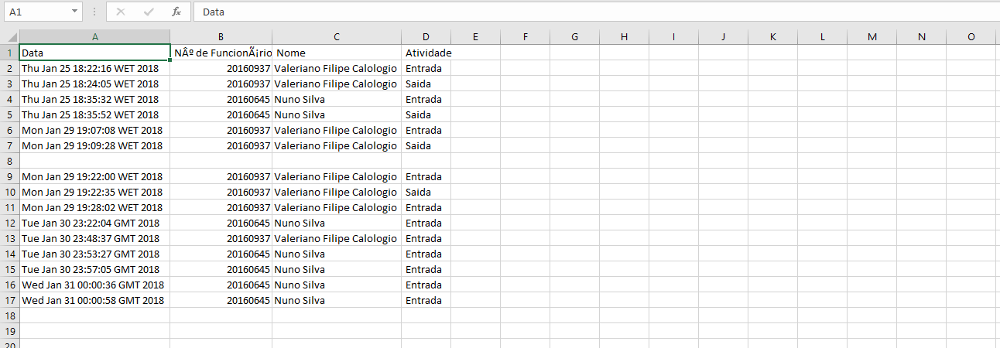 A1 fx Data
A B C D E F G H I J K L M N O
1 Data NÂº de FuncionÃ¡rio Nome Atividade
2 Thu Jan 25 18:22:16 WET 2018 20160937 Valeriano Filipe Calologio Entrada
3 Thu Jan 25 18:24:05 WET 2018 20160937 Valeriano Filipe Calologio Saida
4 Thu Jan 25 18:35:32 WET 2018 20160645 Nuno Silva Entrada
5 Thu Jan 25 18:35:52 WET 2018 20160645 Nuno Silva Saida
6 Mon Jan 29 19:07:08 WET 2018 20160937 Valeriano Filipe Calologio Entrada
7 Mon Jan 29 19:09:28 WET 2018 20160937 Valeriano Filipe Calologio Saida
8
9 Mon Jan 29 19:22:00 WET 2018 20160937 Valeriano Filipe Calologio Entrada
10 Mon Jan 29 19:22:35 WET 2018 20160937 Valeriano Filipe Calologio Saida
11 Mon Jan 29 19:28:02 WET 2018 20160937 Valeriano Filipe Calologio Entrada
12 Tue Jan 30 23:22:04 GMT 2018 20160645 Nuno Silva Entrada
13 Tue Jan 30 23:48:37 GMT 2018 20160937 Valeriano Filipe Calologio Entrada
14 Tue Jan 30 23:53:27 GMT 2018 20160645 Nuno Silva Entrada
15 Tue Jan 30 23:57:05 GMT 2018 20160645 Nuno Silva Entrada
16 Wed Jan 31 00:00:36 GMT 2018 20160645 Nuno Silva Entrada
17 Wed Jan 31 00:00:58 GMT 2018 20160645 Nuno Silva Entrada
18
19
20